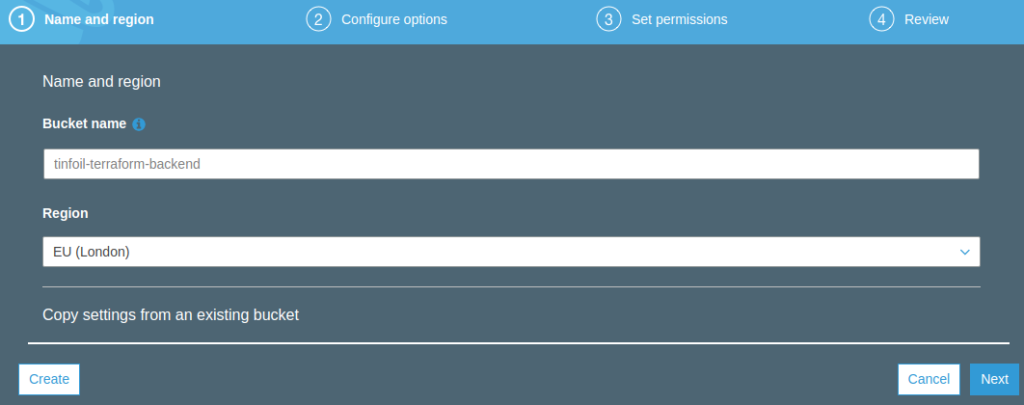 1 Name and region 2 Configure options 3 Set permissions 4 Review
Name and region
Bucket name
tinfoil-terraform-backend
Region
EU (London)
Copy settings from an existing bucket
Create Cancel Next